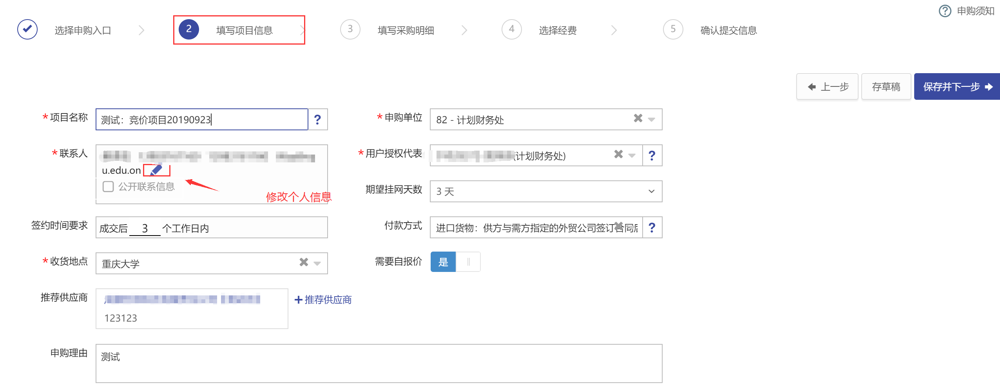 申购须知
选择申购入口
2 填写项目信息
3 填写采购明细
4 选择经费
5 确认提交信息
上一步
存草稿
保存并下一步
*项目名称 测试：竞价项目20190923 ?
*申购单位 82 - 计划财务处
*联系人
u.edu.on
公开联系信息
修改个人信息
*用户授权代表 (计划财务处) ?
期望挂网天数 3 天
签约时间要求 成交后 3 个工作日内
付款方式 进口货物：供方与需方指定的外贸公司签订合同后 ?
*收货地点 重庆大学
需要自报价 是
推荐供应商
123123
+推荐供应商
申购理由 测试